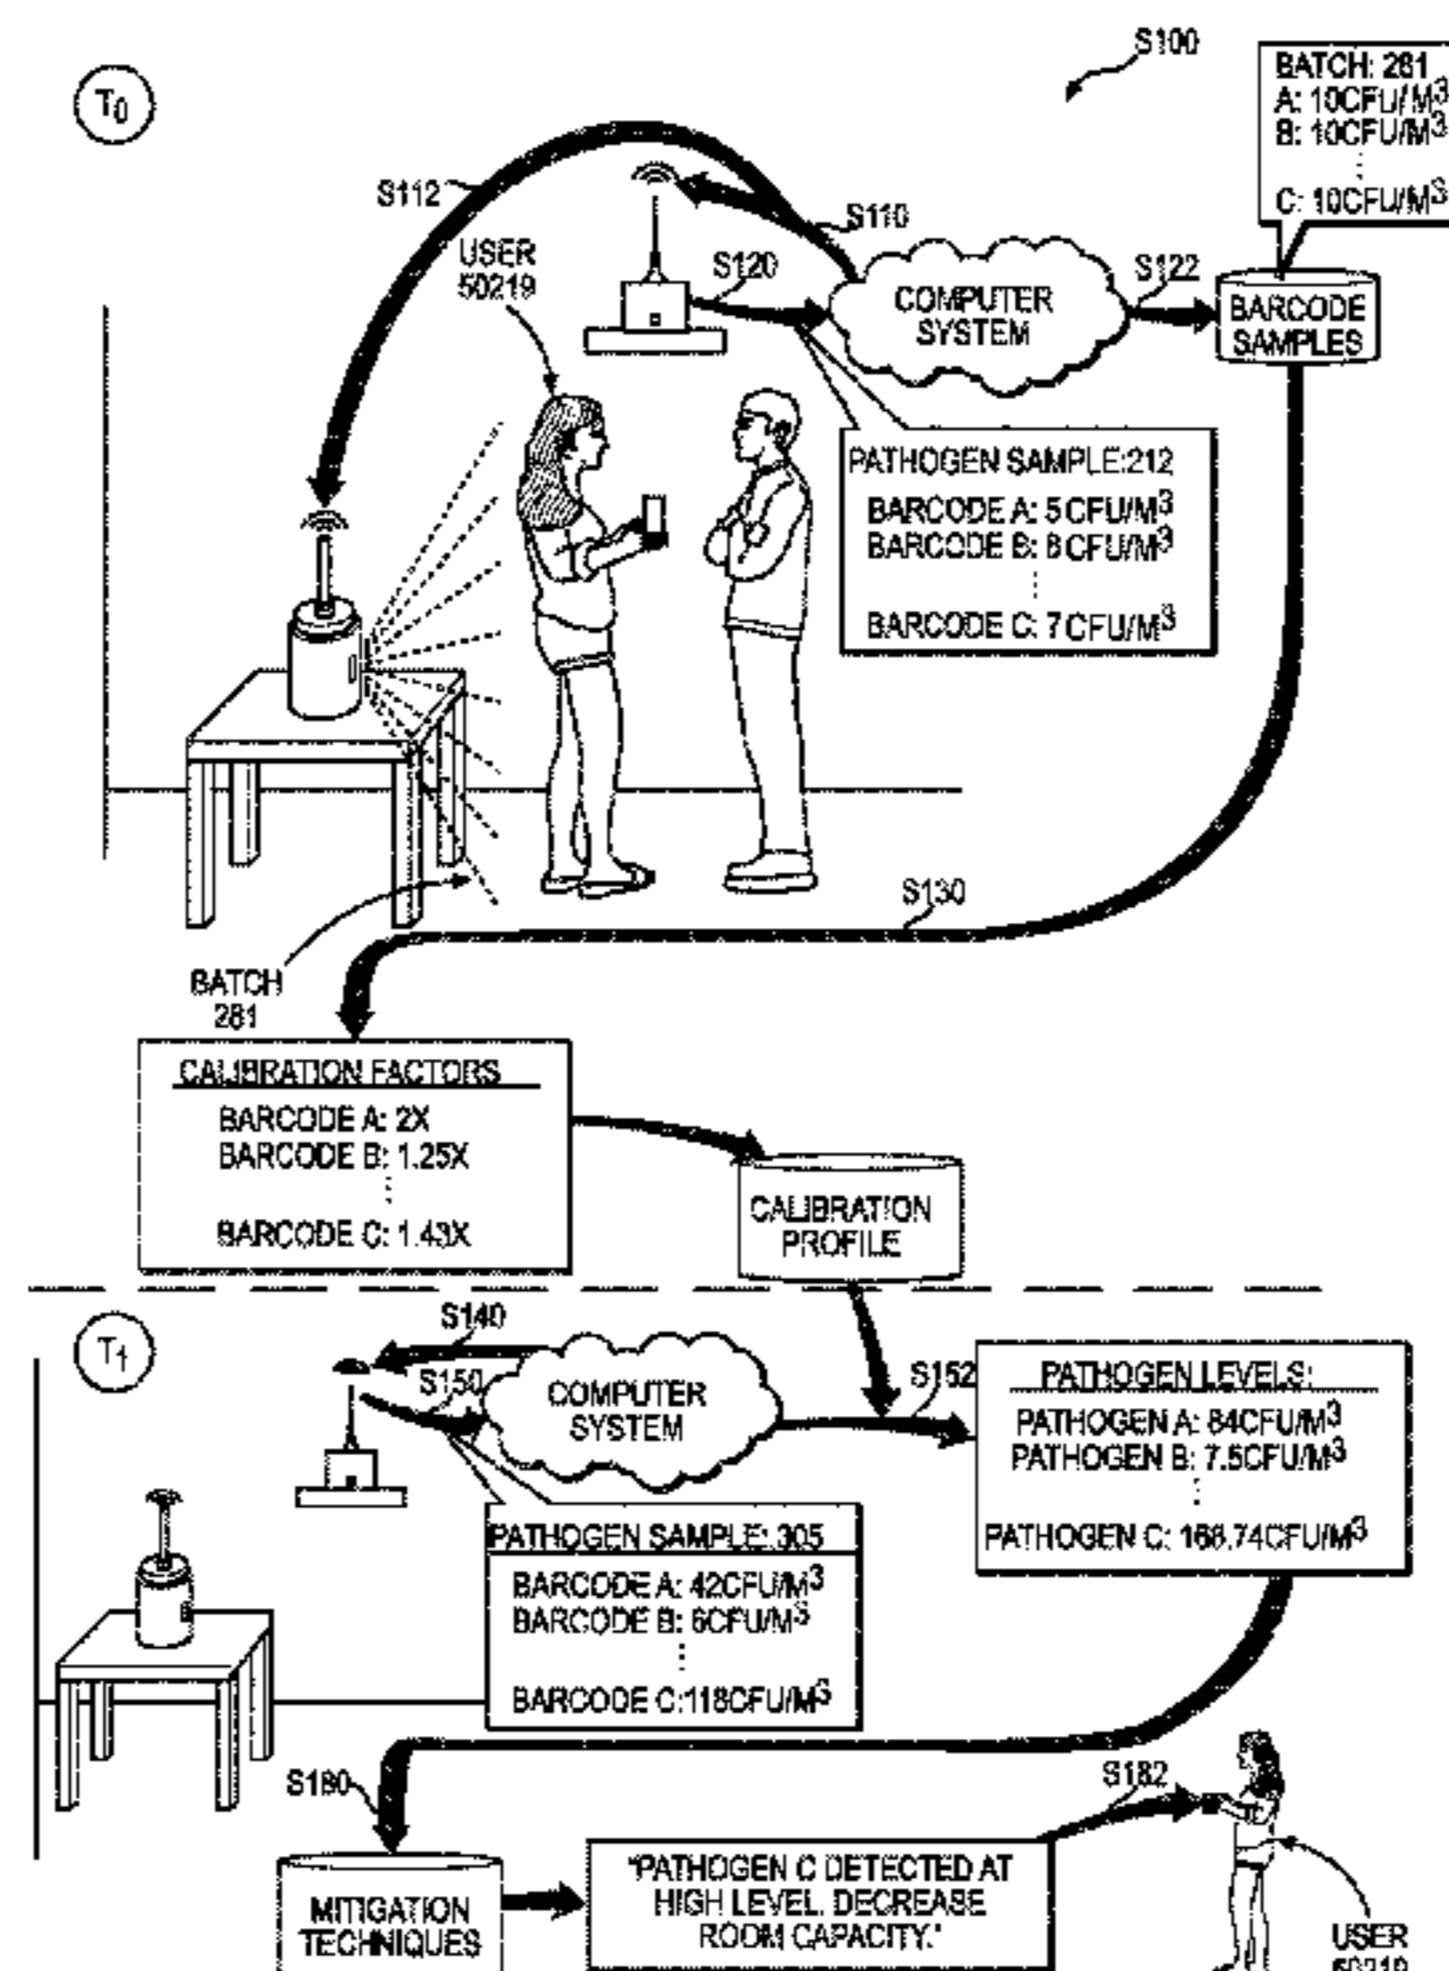 S100
BATCH: 281
A: 10CFU/M3
B: 10CFU/M3
C: 10CFU/M3
T0
S112
S110
USER
50219
S120
S122
COMPUTER
SYSTEM
BARCODE
SAMPLES
PATHOGEN SAMPLE:212
BARCODE A: 5 CFU/M3
BARCODE B: 8 CFU/M3
BARCODE C: 7 CFU/M3
S130
BATCH
281
CALIBRATION FACTORS
BARCODE A: 2X
BARCODE B: 1.25X
BARCODE C: 1.43X
CALIBRATION
PROFILE
T1
S140
S150
COMPUTER
SYSTEM
S152
PATHOGEN LEVELS:
PATHOGEN A: 84CFU/M3
PATHOGEN B: 7.5CFU/M3
PATHOGEN C: 168.74CFU/M3
PATHOGEN SAMPLE: 305
BARCODE A: 42CFU/M3
BARCODE B: 6CFU/M3
BARCODE C:118CFU/M3
S180
S182
MITIGATION
TECHNIQUES
"PATHOGEN C DETECTED AT
HIGH LEVEL. DECREASE
ROOM CAPACITY."
USER
50219